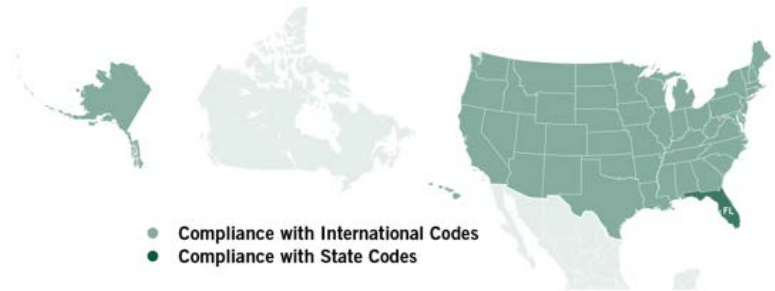 FL
Compliance with International Codes
Compliance with State Codes